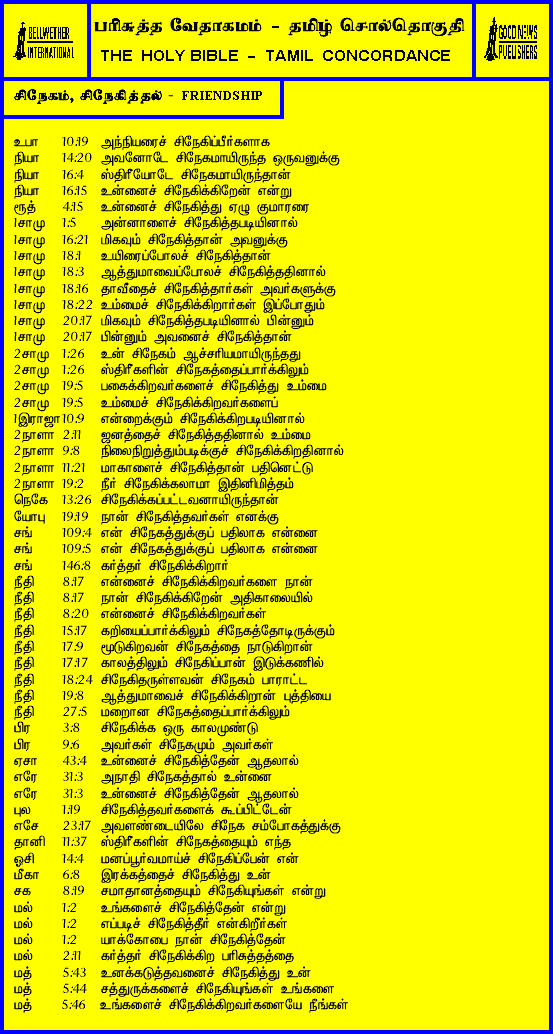 BELLWETHER INTERNATIONAL
பரிசுத்த வேதாகமம் - தமிழ் சொல்தொகுதி
THE HOLY BIBLE - TAMIL CONCORDANCE
GOOD NEWS PUBLISHERS
சிநேகம், சிநேகித்தல் - FRIENDSHIP
உபா 10:19 அந்நியரைச் சிநேகிப்பீர்களாக
நியா 14:20 அவனோடே சிநேகமாயிருந்த ஒருவனுக்கு
நியா 16:4 ஸ்திரீயோடே சிநேகமாயிருந்தான்
நியா 16:15 உன்னைச் சிநேகிக்கிறேன் என்று
ரூத் 4:15 உன்னைச் சிநேகித்து ஏழு குமாரரை
1சாமு 1:5 அன்னாளைச் சிநேகித்தபடியினால்
1சாமு 16:21 மிகவும் சிநேகித்தான் அவனுக்கு
1சாமு 18:1 உயிரைப்போலச் சிநேகித்தான்
1சாமு 18:3 ஆத்துமாவைப்போலச் சிநேகித்ததினால்
1சாமு 18:16 தாவீதைச் சிநேகித்தார்கள் அவர்களுக்கு
1சாமு 18:22 உம்மைச் சிநேகிக்கிறார்கள் இப்போதும்
1சாமு 20:17 மிகவும் சிநேகித்தபடியினால் பின்னும்
1சாமு 20:17 பின்னும் அவனைச் சிநேகித்தான்
2சாமு 1:26 உன் சிநேகம் ஆச்சரியமாயிருந்தது
2சாமு 1:26 ஸ்திரீகளின் சிநேகத்தைப்பார்க்கிலும்
2சாமு 19:5 பகைக்கிறவர்களைச் சிநேகித்து உம்மை
2சாமு 19:5 உம்மைச் சிநேகிக்கிறவர்களைப்
1இராஜா 10:9 என்றைக்கும் சிநேகிக்கிறபடியினால்
2நாளா 2:11 ஜனத்தைச் சிநேகித்ததினால் உம்மை
2நாளா 9:8 நிலைநிறுத்தும்படிக்குச் சிநேகிக்கிறதினால்
2நாளா 11:21 மாகாளைச் சிநேகித்தான் பதினெட்டு
2நாளா 19:2 நீர் சிநேகிக்கலாமா இதினிமித்தம்
நெகே 13:26 சிநேகிக்கப்பட்டவனாயிருந்தான்
யோபு 19:19 நான் சிநேகித்தவர்கள் எனக்கு
சங் 109:4 என் சிநேகத்துக்குப் பதிலாக என்னை
சங் 109:5 என் சிநேகத்துக்குப் பதிலாக என்னை
சங் 146:8 கர்த்தர் சிநேகிக்கிறார்
நீதி 8:17 என்னைச் சிநேகிக்கிறவர்களை நான்
நீதி 8:17 நான் சிநேகிக்கிறேன் அதிகாலையில்
நீதி 8:20 என்னைச் சிநேகிக்கிறவர்கள்
நீதி 15:17 கறியைப்பார்க்கிலும் சிநேகத்தோடிருக்கும்
நீதி 17:9 மூடுகிறவன் சிநேகத்தை நாடுகிறான்
நீதி 17:17 காலத்திலும் சிநேகிப்பான் இடுக்கணில்
நீதி 18:24 சிநேகிதருள்ளவன் சிநேகம் பாராட்ட
நீதி 19:8 ஆத்துமாவைச் சிநேகிக்கிறான் புத்தியை
நீதி 27:5 மறைவான சிநேகத்தைப்பார்க்கிலும்
பிர 3:8 சிநேகிக்க ஒரு காலமுண்டு
பிர 9:6 அவர்கள் சிநேகமும் அவர்கள்
ஏசா 43:4 உன்னைச் சிநேகித்தேன் ஆதலால்
எரே 31:3 அநாதி சிநேகத்தால் உன்னை
எரே 31:3 உன்னைச் சிநேகித்தேன் ஆதலால்
புல 1:19 சிநேகித்தவர்களைக் கூப்பிட்டேன்
எசே 23:17 அவளண்டையிலே சிநேக சம்போகத்துக்கு
தானி 11:37 ஸ்திரீகளின் சிநேகத்தையும் எந்த
ஓசி 14:4 மனப்பூர்வமாய்ச் சிநேகிப்பேன் என்
மீகா 6:8 இரக்கத்தைச் சிநேகித்து உன்
சக 8:19 சமாதானத்தையும் சிநேகியுங்கள் என்று
மல் 1:2 உங்களைச் சிநேகித்தேன் என்று
மல் 1:2 எப்படிச் சிநேகித்தீர் என்கிறீர்கள்
மல் 1:2 யாக்கோபை நான் சிநேகித்தேன்
மல் 2:11 கர்த்தர் சிநேகிக்கிற பரிசுத்தத்தை
மத் 5:43 உனக்கடுத்தவனைச் சிநேகித்து உன்
மத் 5:44 சத்துருக்களைச் சிநேகியுங்கள் உங்களை
மத் 5:46 உங்களைச் சிநேகிக்கிறவர்களையே நீங்கள்